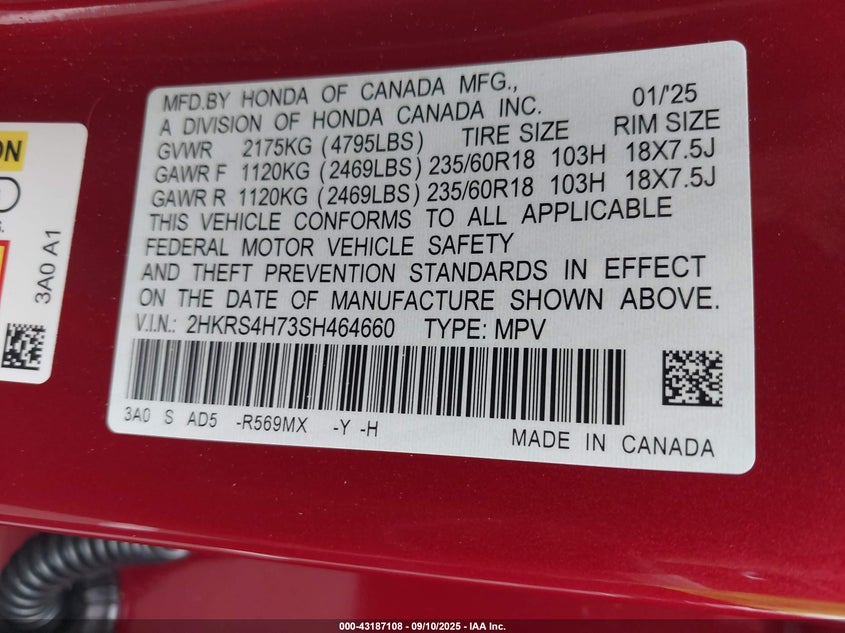 MFD.BY HONDA OF CANADA MFG.,
A DIVISION OF HONDA CANADA INC. 01/'25
GVWR 2175KG (4795LBS) TIRE SIZE RIM SIZE
GAWR F 1120KG (2469LBS) 235/60R18 103H 18X7.5J
GAWR R 1120KG (2469LBS) 235/60R18 103H 18X7.5J
THIS VEHICLE CONFORMS TO ALL APPLICABLE
FEDERAL MOTOR VEHICLE SAFETY
AND THEFT PREVENTION STANDARDS IN EFFECT
ON THE DATE OF MANUFACTURE SHOWN ABOVE.
V.I.N.: 2HKRS4H73SH464660 TYPE: MPV
3A0 S AD5 -R569MX -Y -H
MADE IN CANADA
3A0 A1
000-43187108 - 09/10/2025 - IAA Inc.